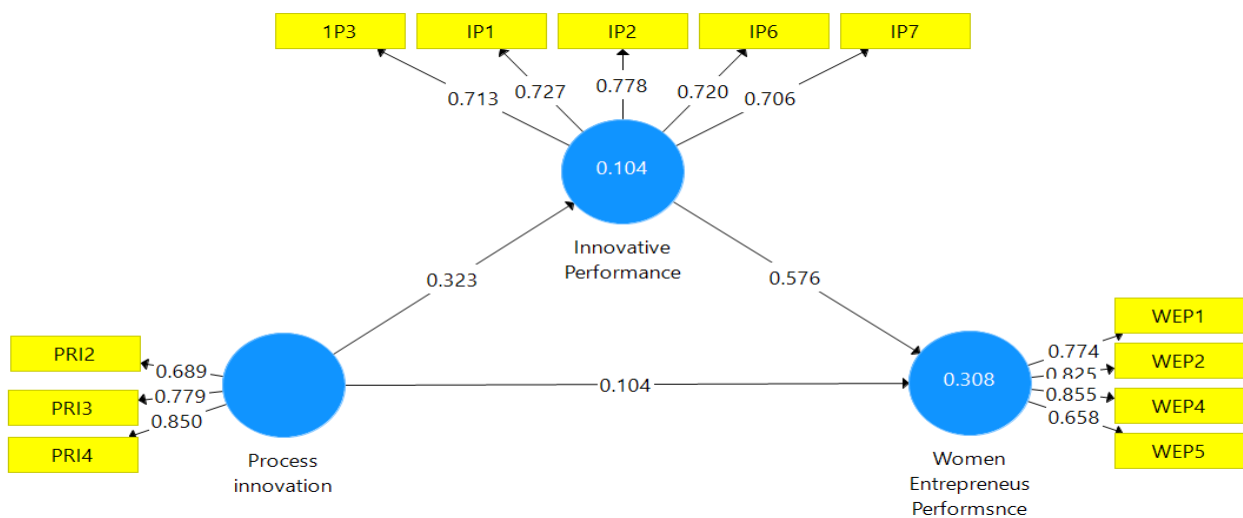 1P3
IP1
IP2
IP6
IP7
0.713
0.727
0.778
0.720
0.706
0.104
Innovative
Performance
0.323
0.576
PRI2
PRI3
PRI4
0.689
0.779
0.850
Process
innovation
0.104
0.308
Women
Entrepreneus
Performsnce
0.774
0.825
0.855
0.658
WEP1
WEP2
WEP4
WEP5